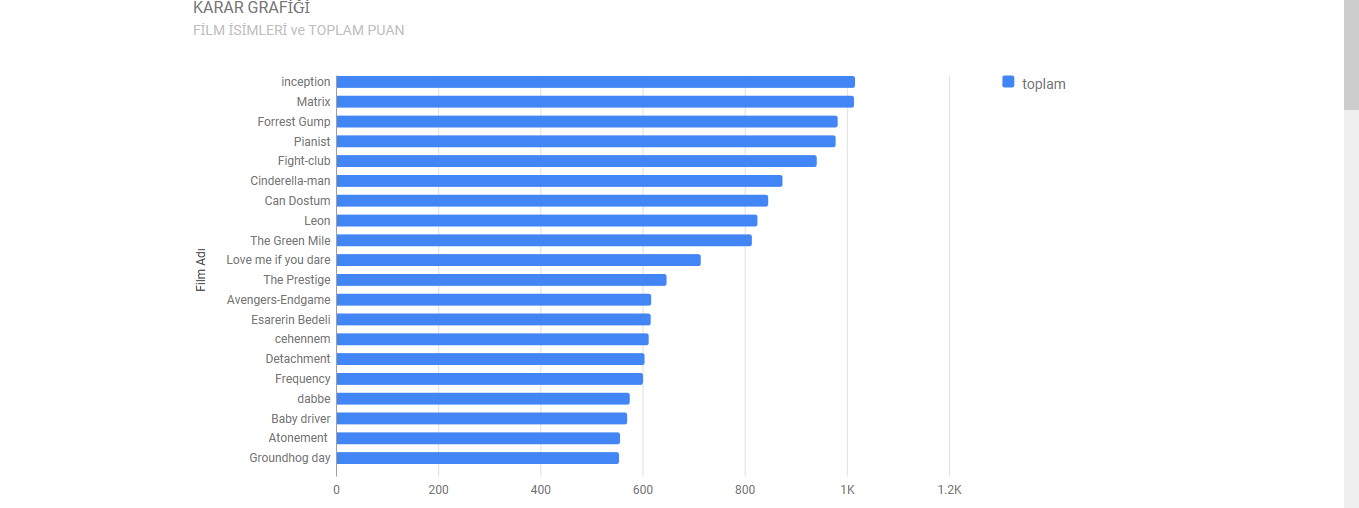 KARAR GRAFİĞİ
FİLM İSİMLERİ ve TOPLAM PUAN
toplam
Film Adı
inception
Matrix
Forrest Gump
Pianist
Fight-club
Cinderella-man
Can Dostum
Leon
The Green Mile
Love me if you dare
The Prestige
Avengers-Endgame
Esarerin Bedeli
cehennem
Detachment
Frequency
dabbe
Baby driver
Atonement
Groundhog day
0 200 400 600 800 1K 1.2K